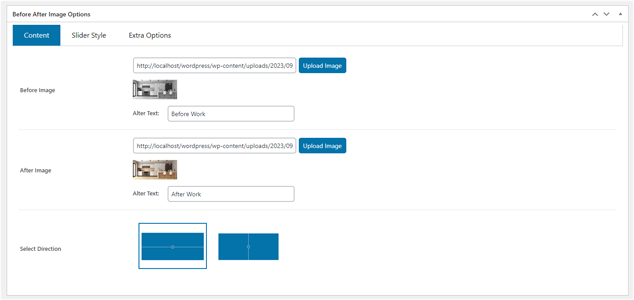 Before After Image Options
Content Slider Style Extra Options
http://localhost/wordpress/wp-content/uploads/2023/09 Upload Image
Before Image
Alter Text: Before Work
http://localhost/wordpress/wp-content/uploads/2023/09 Upload Image
After Image
Alter Text: After Work
Select Direction